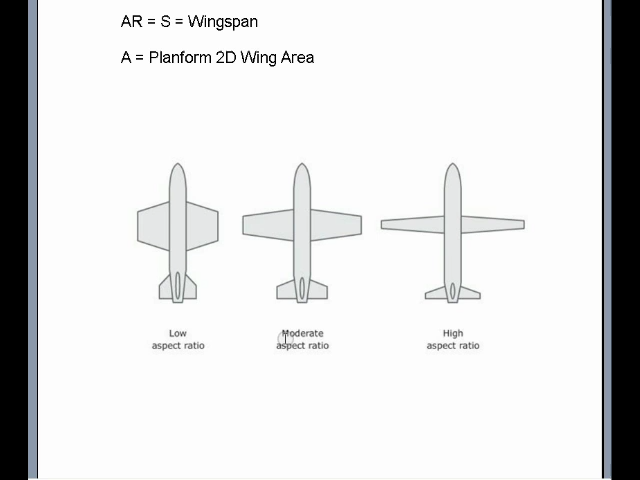 AR = S = Wingspan
A = Planform 2D Wing Area
Low
aspect ratio
Moderate
aspect ratio
High
aspect ratio